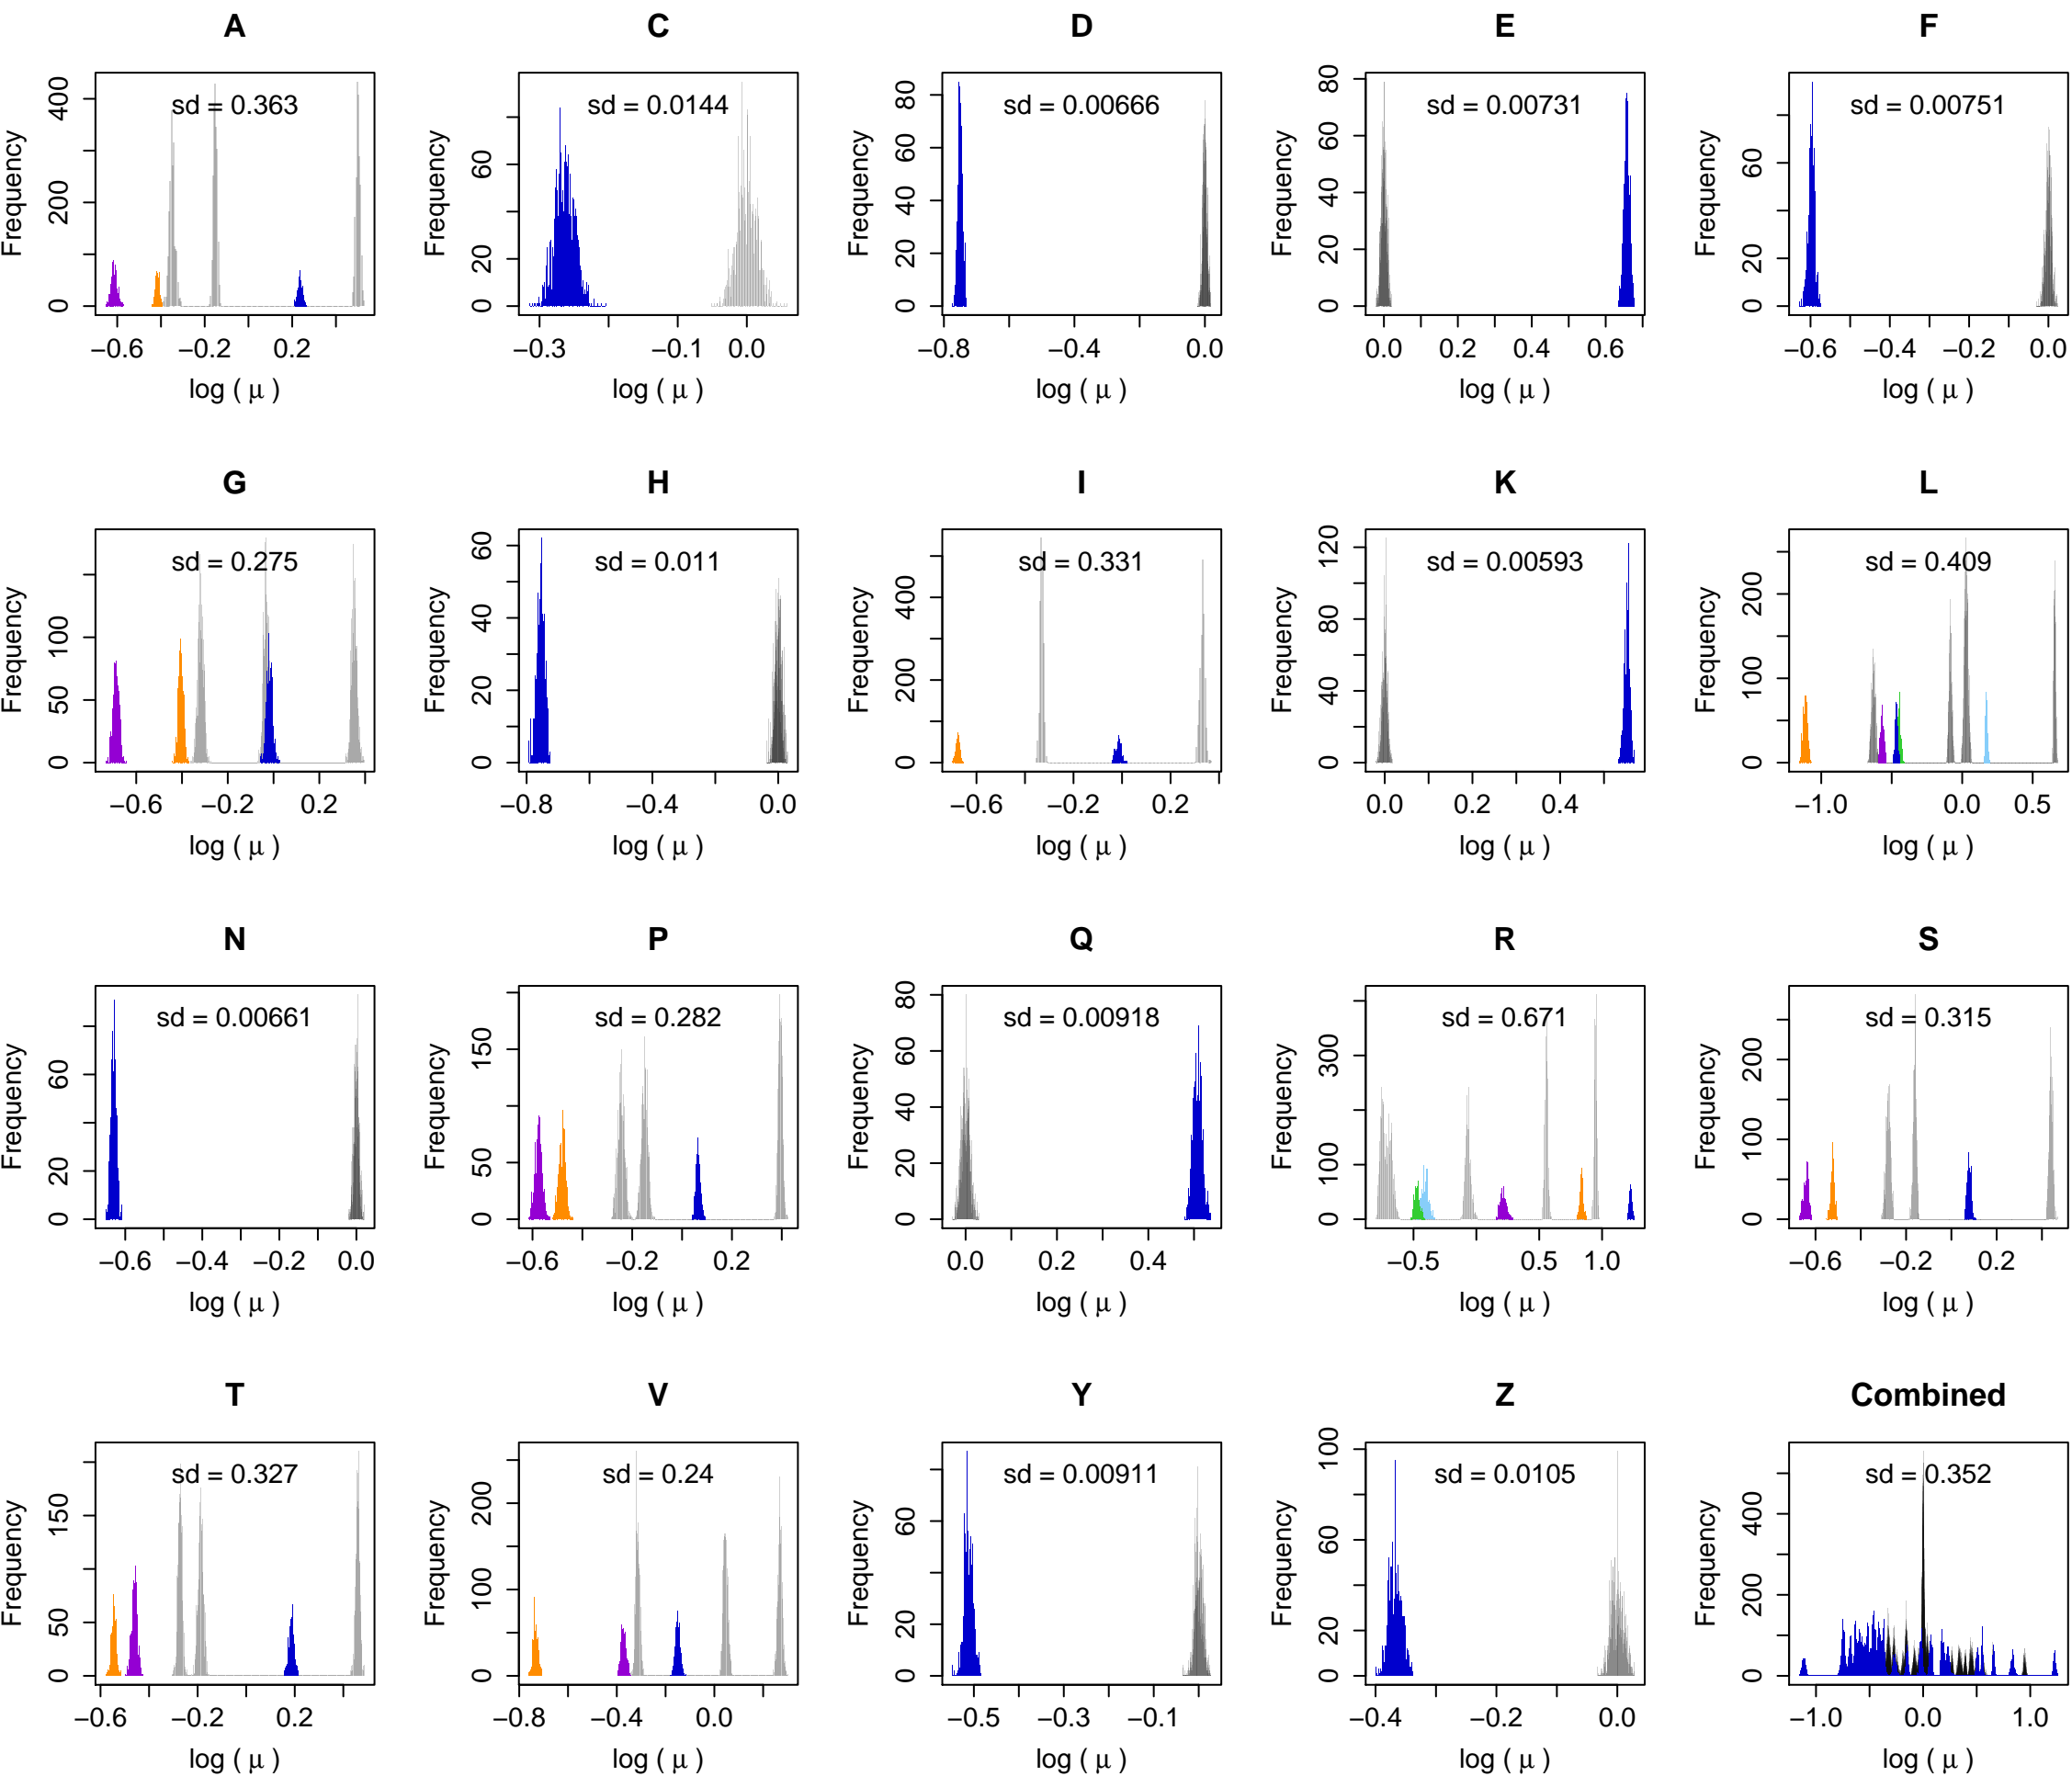 A C D E F
sd = 0.363 sd = 0.0144 sd = 0.00666 sd = 0.00731 sd = 0.00751
Frequency Frequency Frequency Frequency Frequency
0 200 400 0 20 60 0 20 40 60 80 0 20 40 60 80 0 20 60
−0.6 −0.2 0.2 −0.3 −0.1 0.0 −0.8 −0.4 0.0 0.0 0.2 0.4 0.6 −0.6 −0.4 −0.2 0.0
log ( μ ) log ( μ ) log ( μ ) log ( μ ) log ( μ )
G H I K L
sd = 0.275 sd = 0.011 sd = 0.331 sd = 0.00593 sd = 0.409
Frequency Frequency Frequency Frequency Frequency
0 50 100 0 20 40 60 0 200 400 0 40 80 120 0 100 200
−0.6 −0.2 0.2 −0.8 −0.4 0.0 −0.6 −0.2 0.2 0.0 0.2 0.4 −1.0 0.0 0.5
log ( μ ) log ( μ ) log ( μ ) log ( μ ) log ( μ )
N P Q R S
sd = 0.00661 sd = 0.282 sd = 0.00918 sd = 0.671 sd = 0.315
Frequency Frequency Frequency Frequency Frequency
0 20 60 0 50 150 0 20 40 60 80 0 100 300 0 100 200
−0.6 −0.4 −0.2 0.0 −0.6 −0.2 0.2 0.0 0.2 0.4 −0.5 0.5 1.0 −0.6 −0.2 0.2
log ( μ ) log ( μ ) log ( μ ) log ( μ ) log ( μ )
T V Y Z Combined
sd = 0.327 sd = 0.24 sd = 0.00911 sd = 0.0105 sd = 0.352
Frequency Frequency Frequency Frequency Frequency
0 50 150 0 100 200 0 20 60 0 20 60 100 0 200 400
−0.6 −0.2 0.2 −0.8 −0.4 0.0 −0.5 −0.3 −0.1 −0.4 −0.2 0.0 −1.0 0.0 1.0
log ( μ ) log ( μ ) log ( μ ) log ( μ ) log ( μ )